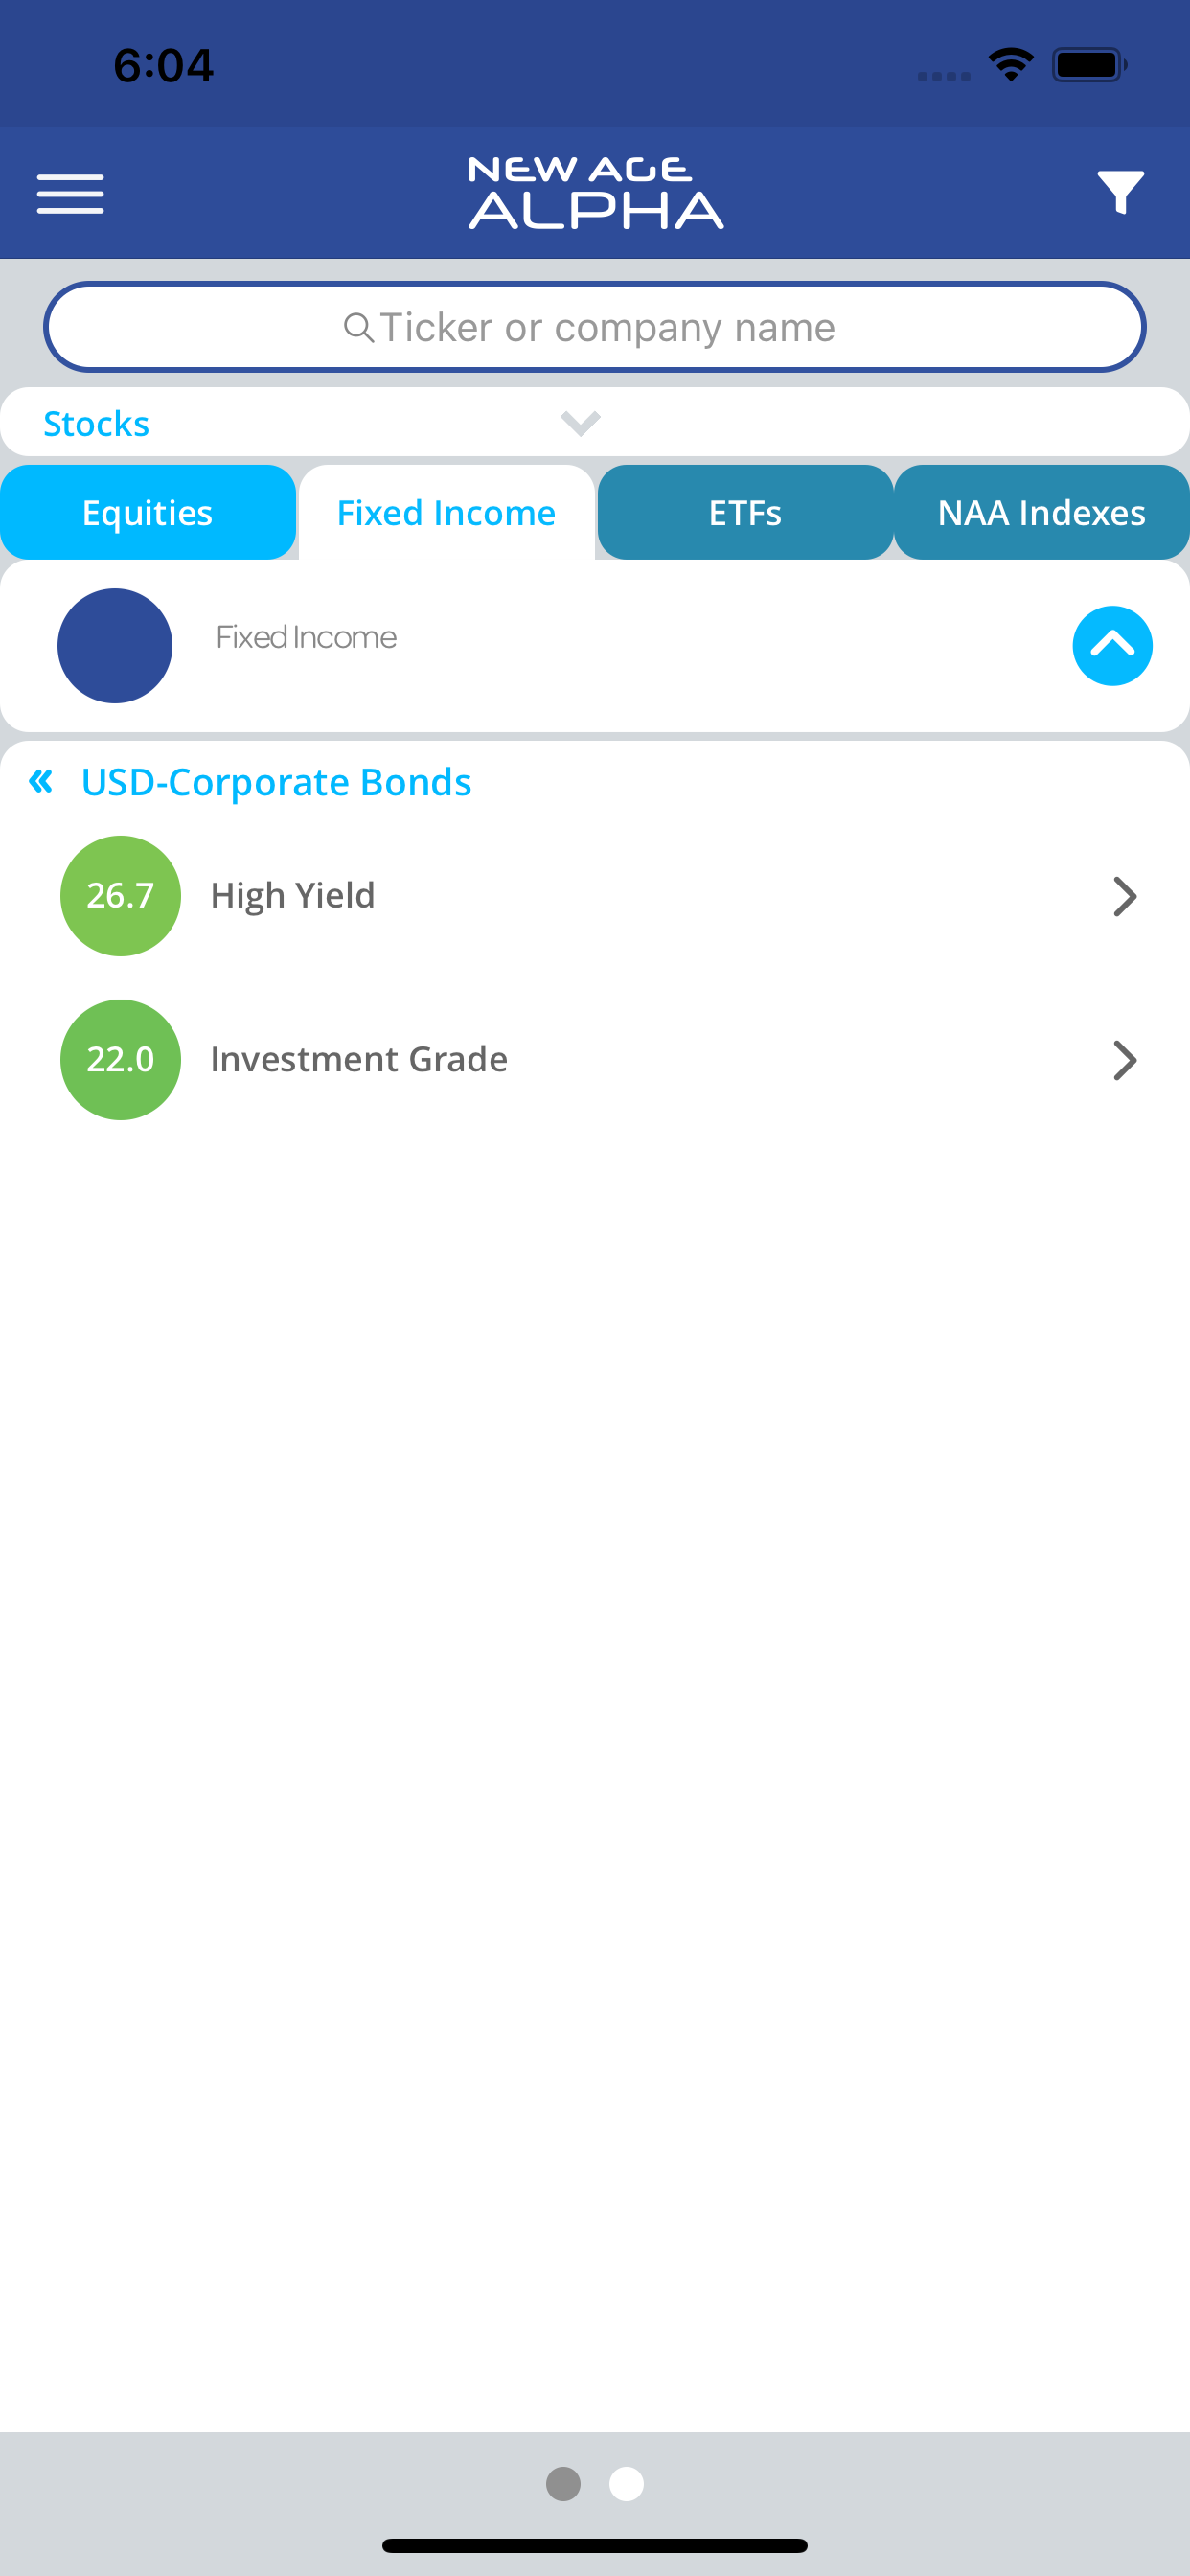 6:04
NEW AGE
ALPHA
Ticker or company name
Stocks
Equities
Fixed Income
ETFs
NAA Indexes
Fixed Income
« USD-Corporate Bonds
26.7 High Yield
22.0 Investment Grade